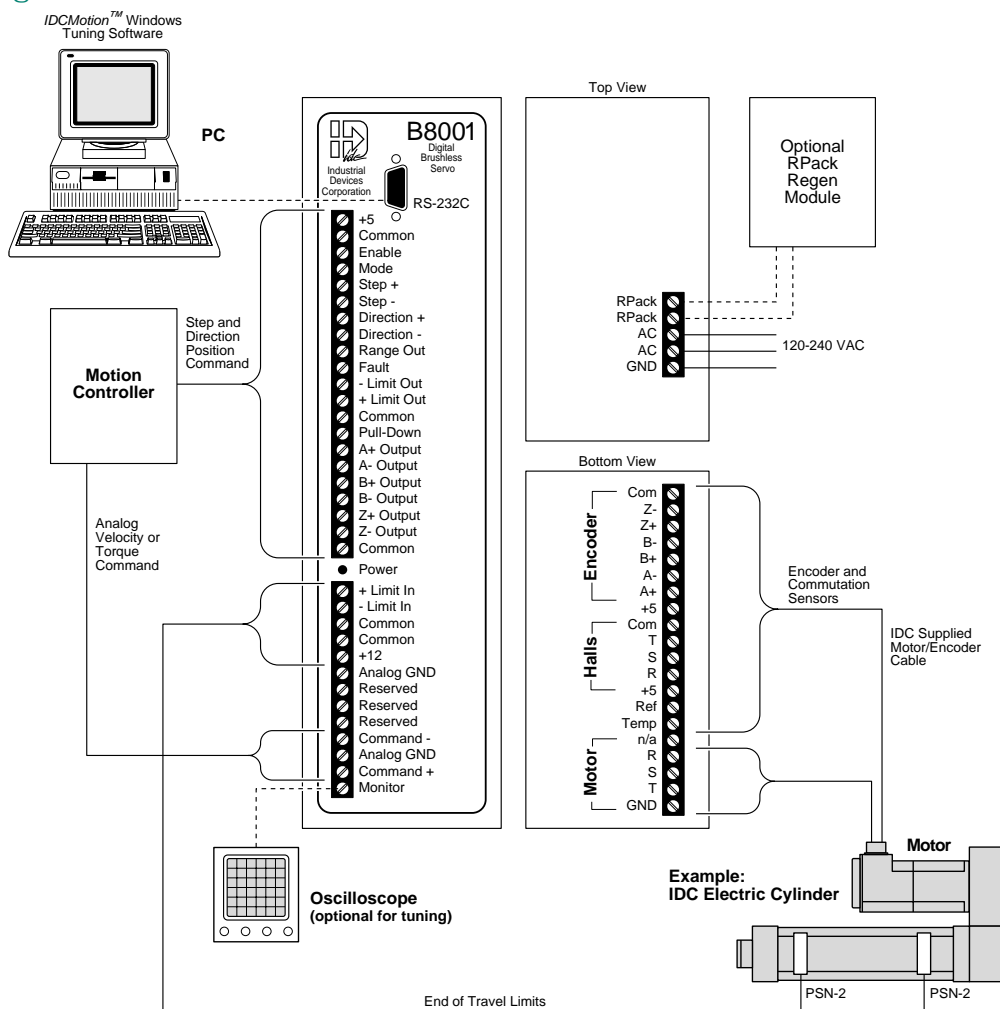 IDCMotion™ Windows
Tuning Software
PC
idc
Industrial
Devices
Corporation
B8001
Digital
Brushless
Servo
RS-232C
+5
Common
Enable
Mode
Step +
Step -
Direction +
Direction -
Range Out
Fault
- Limit Out
+ Limit Out
Common
Pull-Down
A+ Output
A- Output
B+ Output
B- Output
Z+ Output
Z- Output
Common
Power
+ Limit In
- Limit In
Common
Common
+12
Analog GND
Reserved
Reserved
Reserved
Command -
Analog GND
Command +
Monitor
Motion
Controller
Step and
Direction
Position
Command
Analog
Velocity or
Torque
Command
Oscilloscope
(optional for tuning)
Top View
RPack
RPack
AC
AC
GND
120-240 VAC
Optional
RPack
Regen
Module
Bottom View
Encoder
Com
Z-
Z+
B-
B+
A-
A+
+5
Halls
Com
T
S
R
+5
Ref
Temp
n/a
Motor
R
S
T
GND
Encoder and
Commutation
Sensors
IDC Supplied
Motor/Encoder
Cable
Motor
Example:
IDC Electric Cylinder
PSN-2
PSN-2
End of Travel Limits